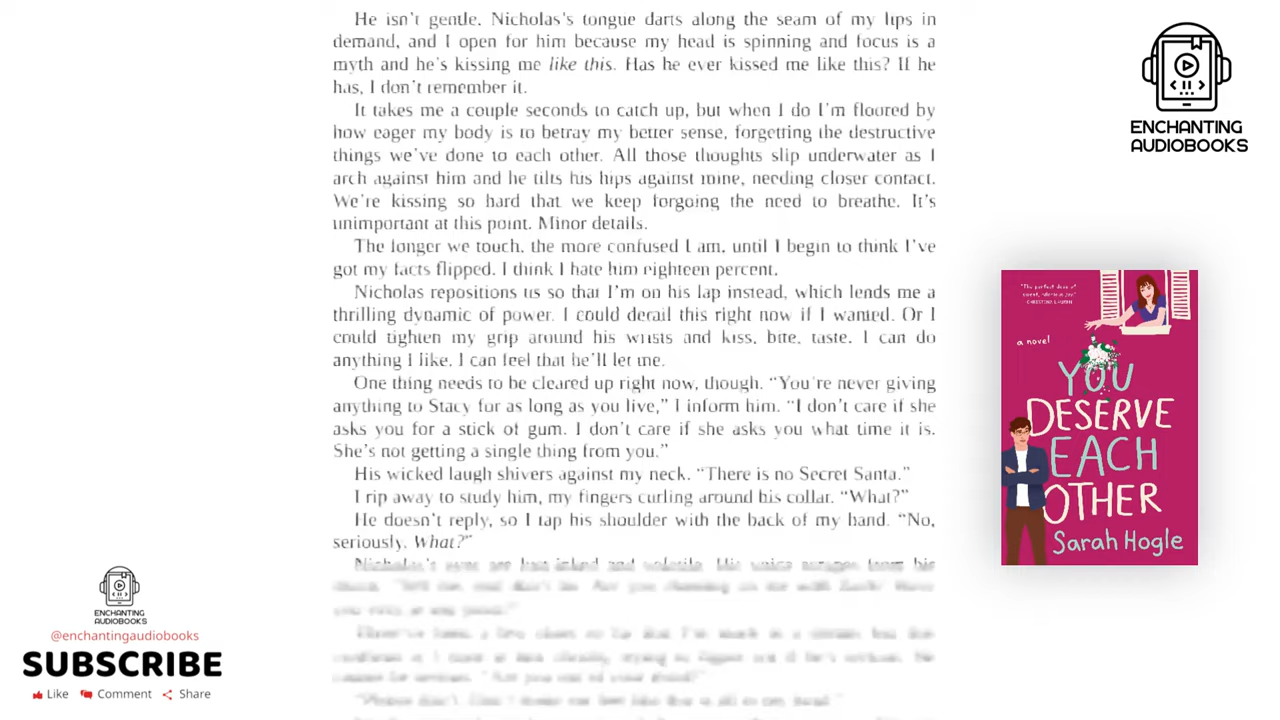 He isn't gentle. Nicholas's tongue darts along the seam of my lips in
demand, and I open for him because my head is spinning and focus is a
myth and he's kissing me like this. Has he ever kissed me like this? If he
has, I don't remember it.
It takes me a couple seconds to catch up, but when I do I'm floored by
how eager my body is to betray my better sense, forgetting the destructive
things we've done to each other. All those thoughts slip underwater as I
arch against him and he tilts his hips against mine, needing closer contact.
We're kissing so hard that we keep forgoing the need to breathe. It's
unimportant at this point. Minor details.
The longer we touch, the more confused I am, until I begin to think I've
got my facts flipped. I think I hate him eighteen percent.
Nicholas repositions us so that I'm on his lap instead, which lends me a
thrilling dynamic of power. I could derail this right now if I wanted. Or I
could tighten my grip around his wrists and kiss, bite, taste. I can do
anything I like. I can feel that he'll let me.
One thing needs to be cleared up right now, though. “You're never giving
anything to Stacy for as long as you live,” I inform him. “I don't care if she
asks you for a stick of gum. I don't care if she asks you what time it is.
She's not getting a single thing from you.”
His wicked laugh shivers against my neck. “There is no Secret Santa.”
I rip away to study him, my fingers curling around his collar. “What?”
He doesn't reply, so I tap his shoulder with the back of my hand. “No,
seriously. What?”
ENCHANTING
AUDIOBOOKS
a novel
YOU
DESERVE
EACH
OTHER
Sarah Hogle
ENCHANTING
AUDIOBOOKS
@enchantingaudiobooks
SUBSCRIBE
Like Comment Share